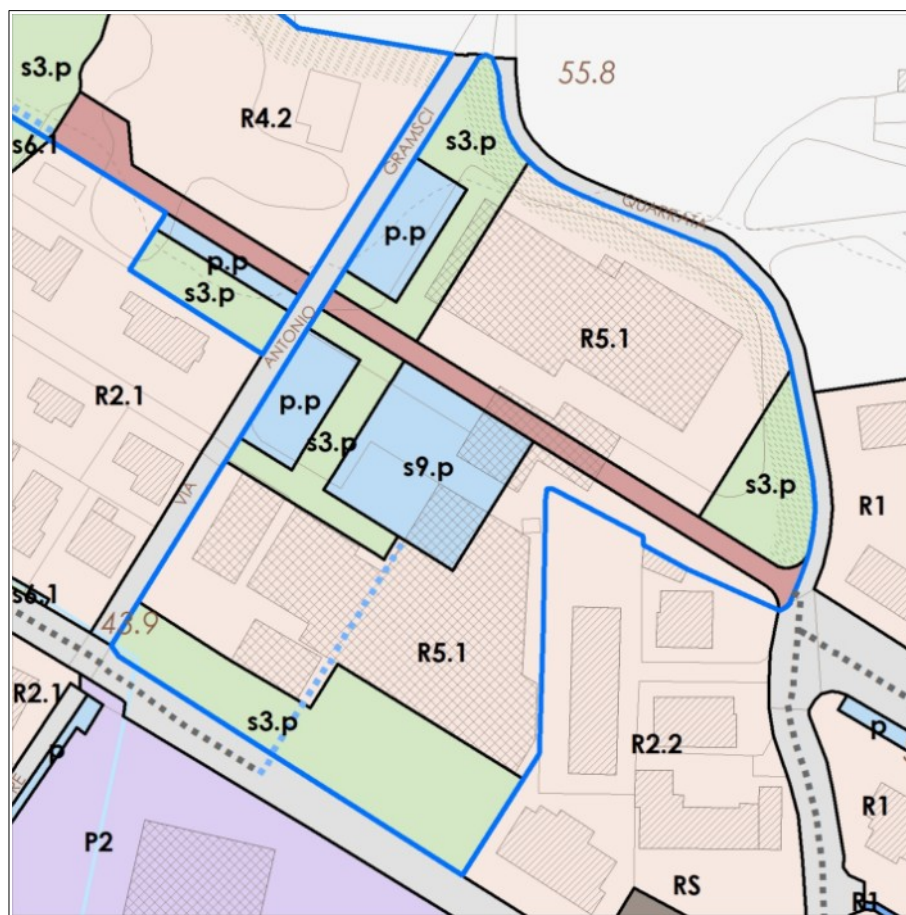 s3.p
55.8
R4.2
GRAMSCI
s3.p
s6.1
QUARRATA
p.p
p.p
s3.p
ANTONIO
R5.1
R2.1
p.p
s3.p
s9.p
s3.p
VIA
R1
s6.1
43.9
R5.1
R2.1
s3.p
R2.2
p
p
RE
R1
P2
RS
R1